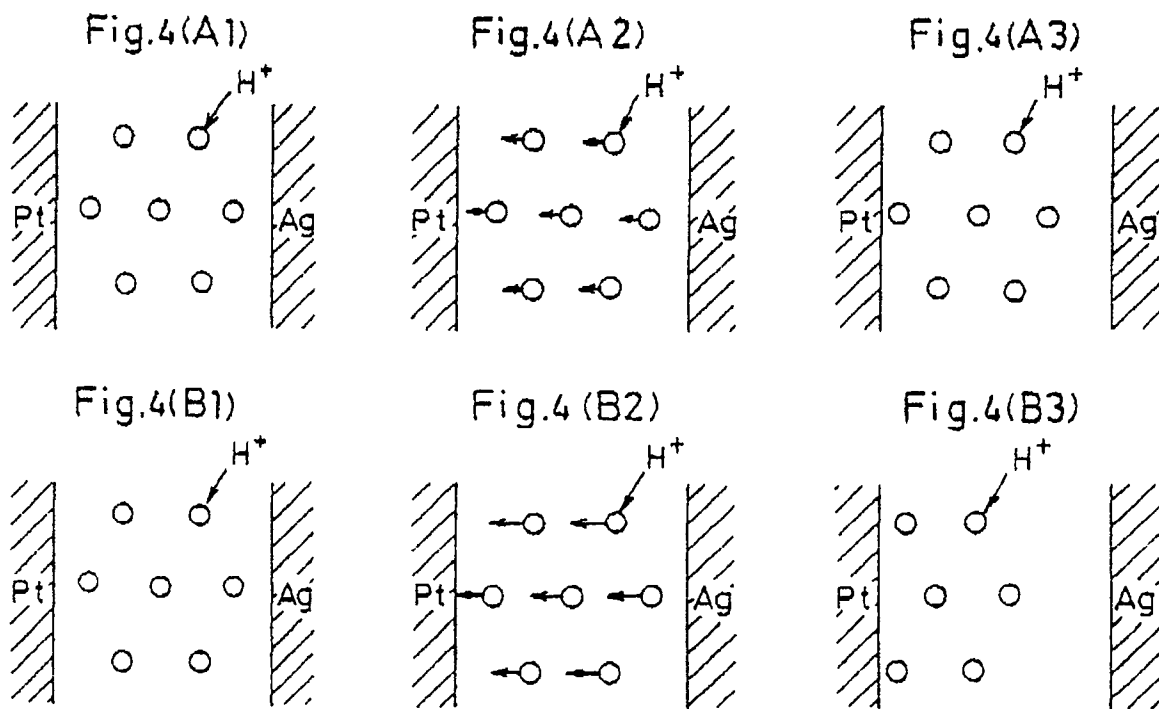 Fig.4(A1) Fig.4(A2) Fig.4(A3)
H+ H+ H+
Pt Ag Pt Ag Pt Ag
Fig.4(B1) Fig.4(B2) Fig.4(B3)
H+ H+ H+
Pt Ag Pt Ag Pt Ag